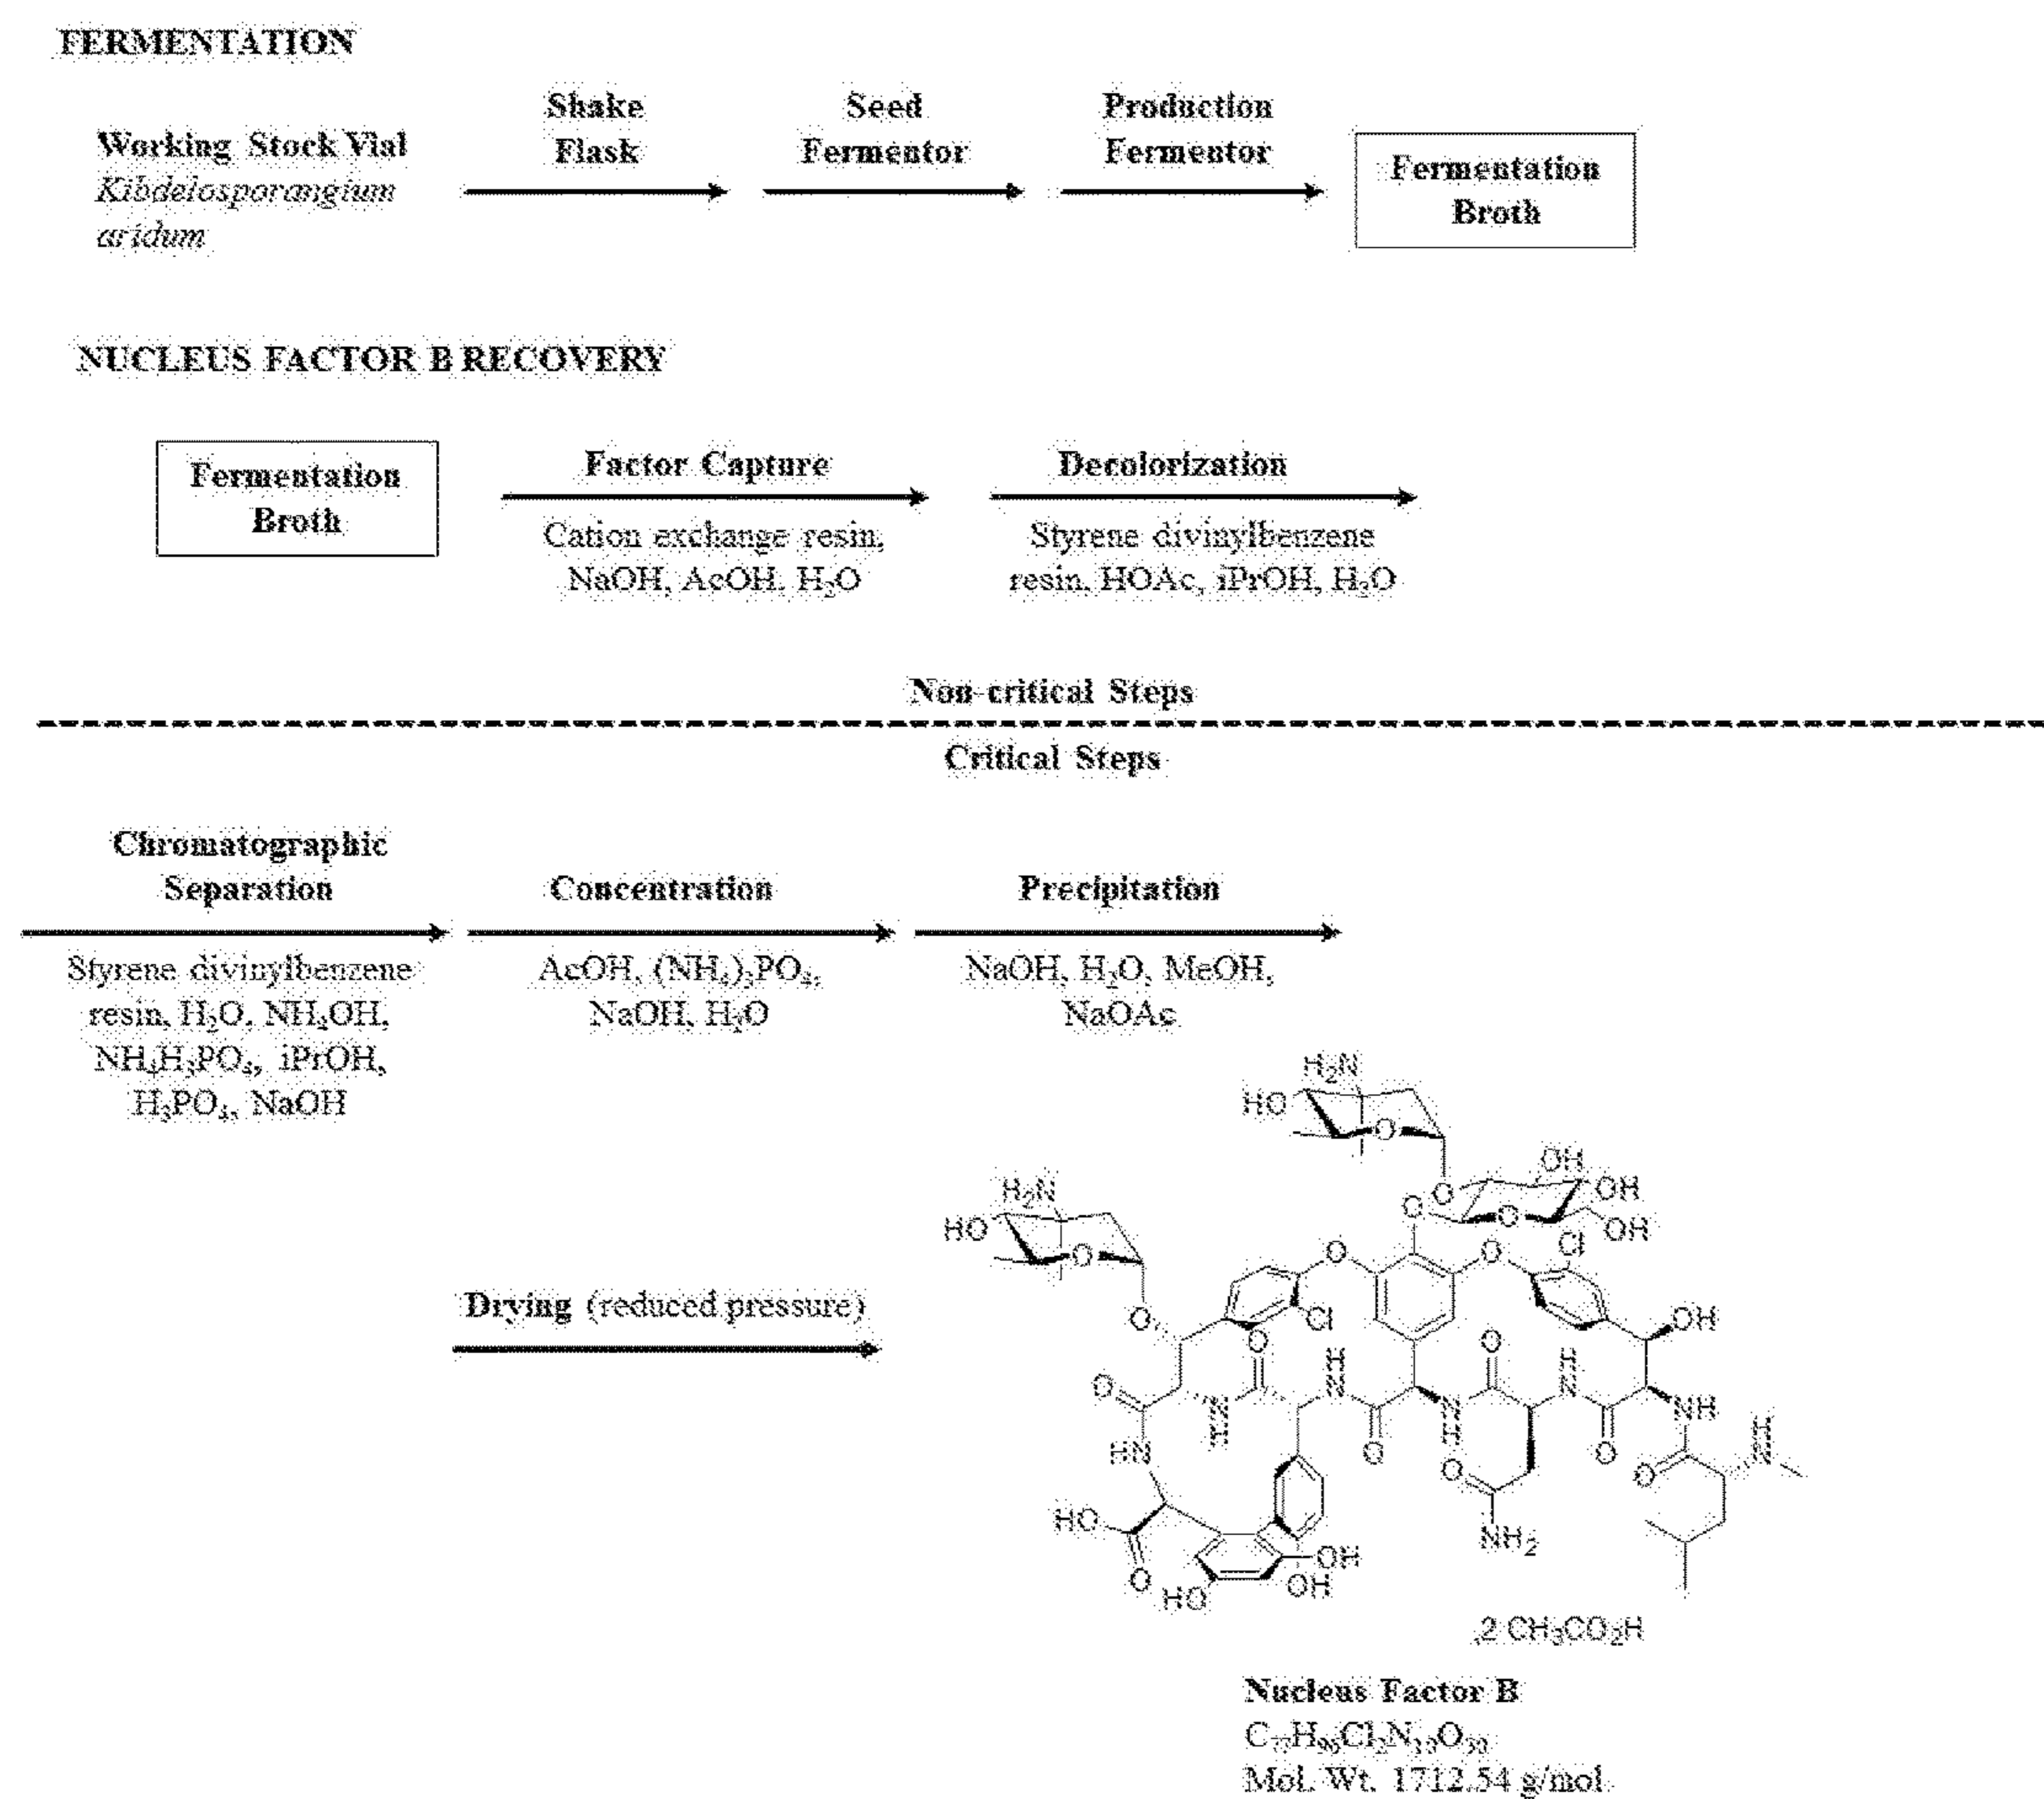 FERMENTATION
Working Stock Vial
Kibdelosporangium
aridum
Shake
Flask
Seed
Fermentor
Production
Fermentor
Fermentation
Broth
NUCLEUS FACTOR B RECOVERY
Fermentation
Broth
Factor Capture
Cation exchange resin,
NaOH, AcOH, H₂O
Decolorization
Styrene divinylbenzene
resin, HOAc, iPrOH, H₂O
Non-critical Steps
Critical Steps
Chromatographic
Separation
Styrene divinylbenzene
resin, H₂O, NH₄OH,
iPrOH,
H₃PO₄, NaOH
Concentration
AcOH,
NaOH, H₂O
Precipitation
NaOH, H₂O, MeOH,
NaOAc
Drying (reduced pressure)
H₂N
HO
O
O
OH
OH
OH
O
O
H₂N
HO
O
O
O
O
Cl
Cl
O
OH
O
O
O
N
H
H
N
O
N
H
H
N
O
NH
HN
O
O
NH₂
H
N
HO
O
HO
OH
OH
.2 CH₃CO₂H
Nucleus Factor B
Mol. Wt. 1712.54 g/mol